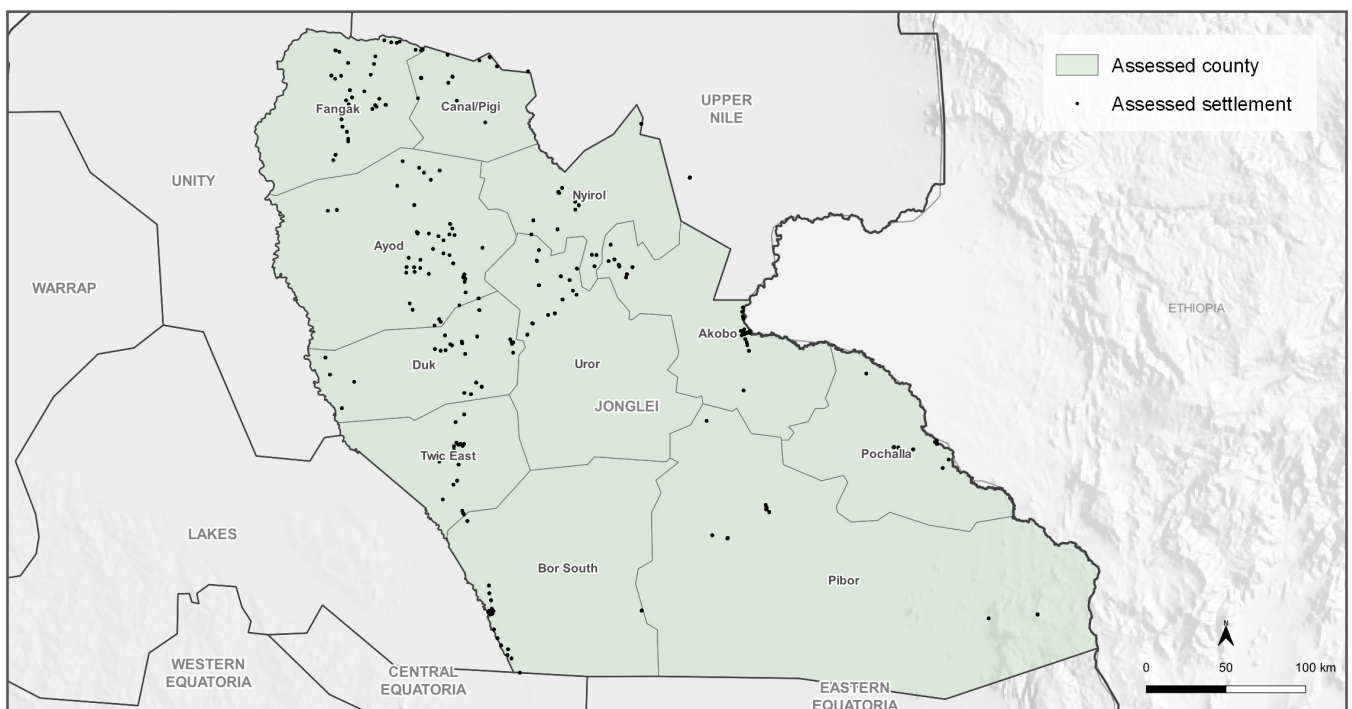 Assessed county
Assessed settlement
UPPER
NILE
Fangak
Canal/Pigi
UNITY
Nyirol
Ayod
WARRAP
ETHIOPIA
Akobo
Duk
Uror
JONGLEI
Twic East
Pochalla
LAKES
Bor South
Pibor
N
WESTERN
EQUATORIA
CENTRAL
EQUATORIA
EASTERN
EQUATORIA
0 50 100 km